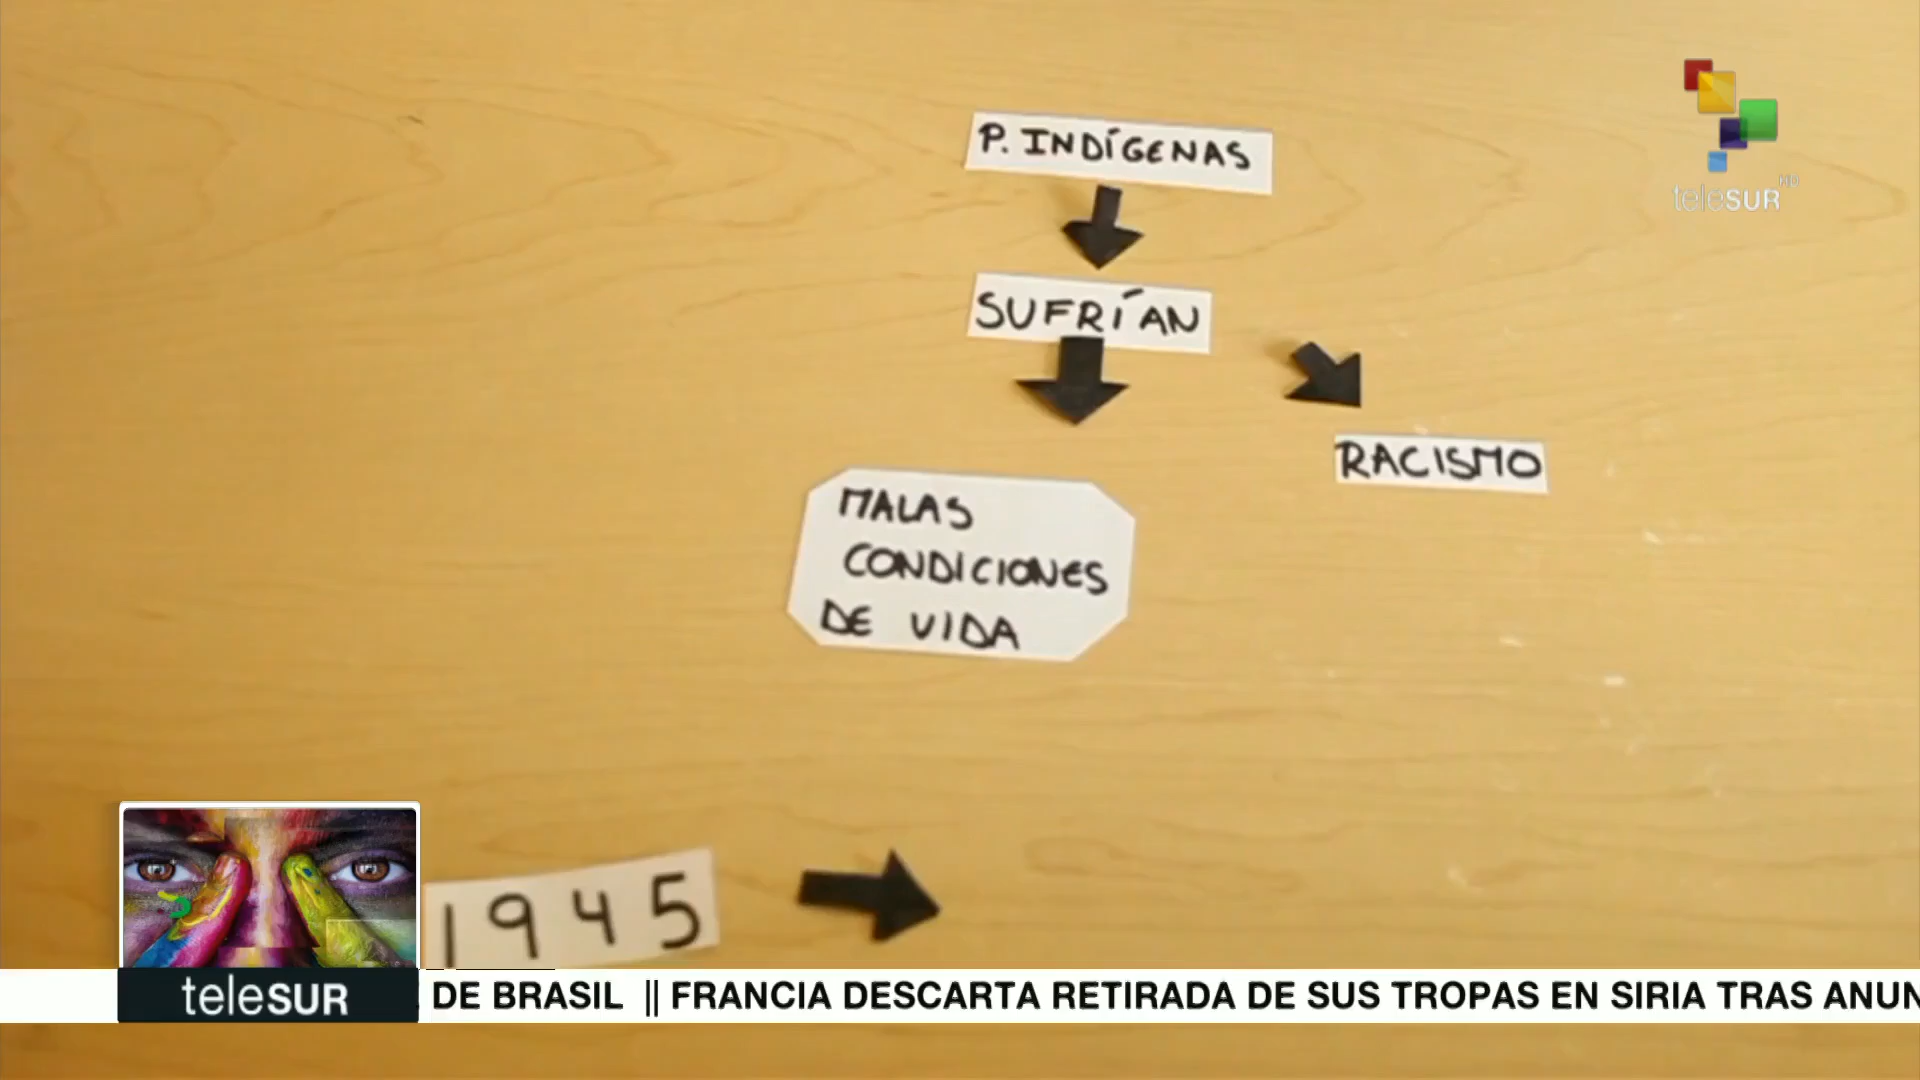 P. INDÍGENAS
teleSUR HD
SUFRÍAN
RACISMO
MALAS
CONDICIONES
DE VIDA
1945
teleSUR
DE BRASIL || FRANCIA DESCARTA RETIRADA DE SUS TROPAS EN SIRIA TRAS ANUN